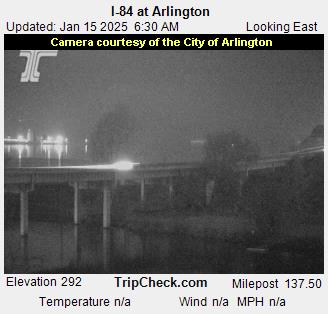 I-84 at Arlington
Updated: Jan 15 2025 6:30 AM Looking East
Camera courtesy of the City of Arlington
Elevation 292 TripCheck.com Milepost 137.50
Temperature n/a Wind n/a MPH n/a